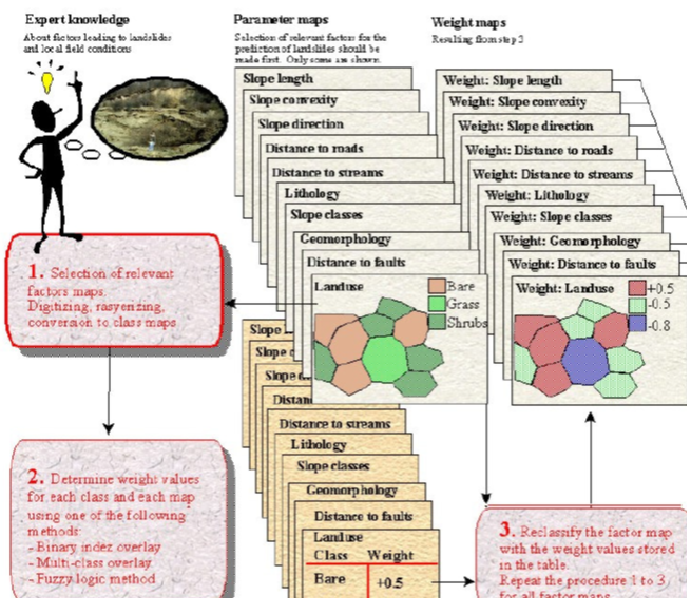 Expert knowledge
About factors leading to landslides
and local field conditions
Parameter maps
Selection of relevant factors for the
prediction of landslides should be
made first. Only some are shown
Weight maps
Resulting from step 3
Slope length
Slope convexity
Slope direction
Distance to roads
Distance to streams
Lithology
Slope classes
Geomorphology
Distance to faults
Landuse
Bare
Grass
Shrubs
Weight: Slope length
Weight: Slope convexity
Weight: Slope direction
Weight: Distance to roads
Weight: Distance to streams
Weight: Lithology
Weight: Slope classes
Weight: Geomorphology
Weight: Distance to faults
Weight: Landuse
+0.5
-0.5
-0.8
1. Selection of relevant
factors maps.
Digitizing, rasyerizing,
conversion to class maps
2. Determine weight values
for each class and each map
using one of the following
methods:
- Binary index overlay
- Multi-class overlay
- Fuzzy logic method
Slope
Slope
Slope
Distan
Distance to streams
Lithology
Slope classes
Geomorphology
Distance to faults
Landuse
Class Weight
Bare +0.5
3. Reclassify the factor map
with the weight values stored
in the table.
Repeat the procedure 1 to 3
for all factor maps